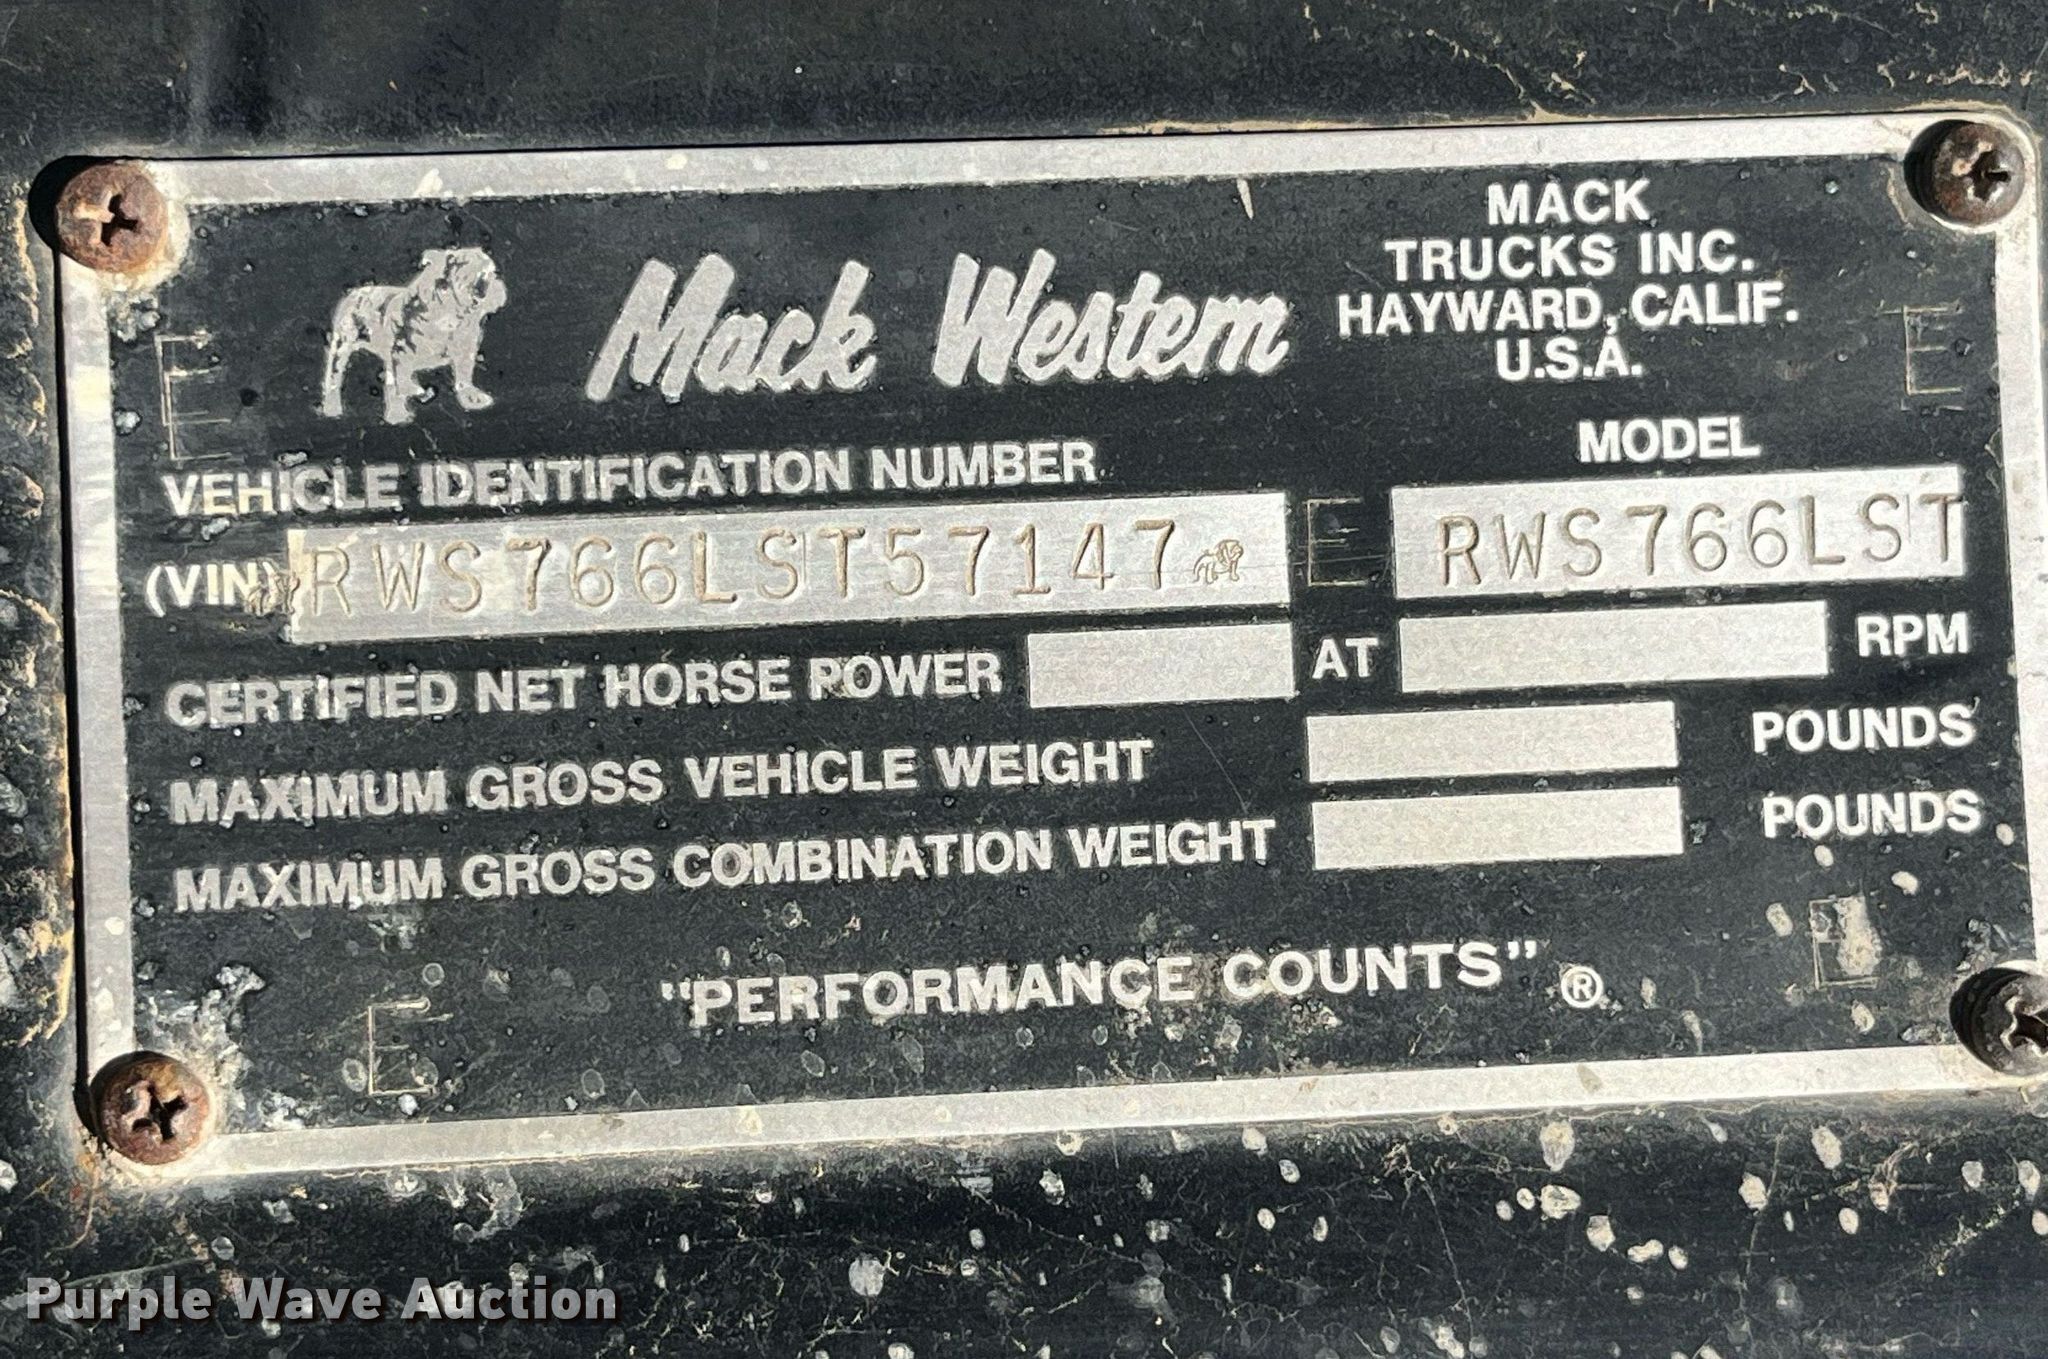 Mack Western
MACK
TRUCKS INC.
HAYWARD, CALIF.
U.S.A.
VEHICLE IDENTIFICATION NUMBER
MODEL
(VIN) RWS766LST57147
RWS766LST
CERTIFIED NET HORSE POWER AT RPM
MAXIMUM GROSS VEHICLE WEIGHT POUNDS
MAXIMUM GROSS COMBINATION WEIGHT POUNDS
"PERFORMANCE COUNTS" ®
E
E
E
E
E
Purple Wave Auction